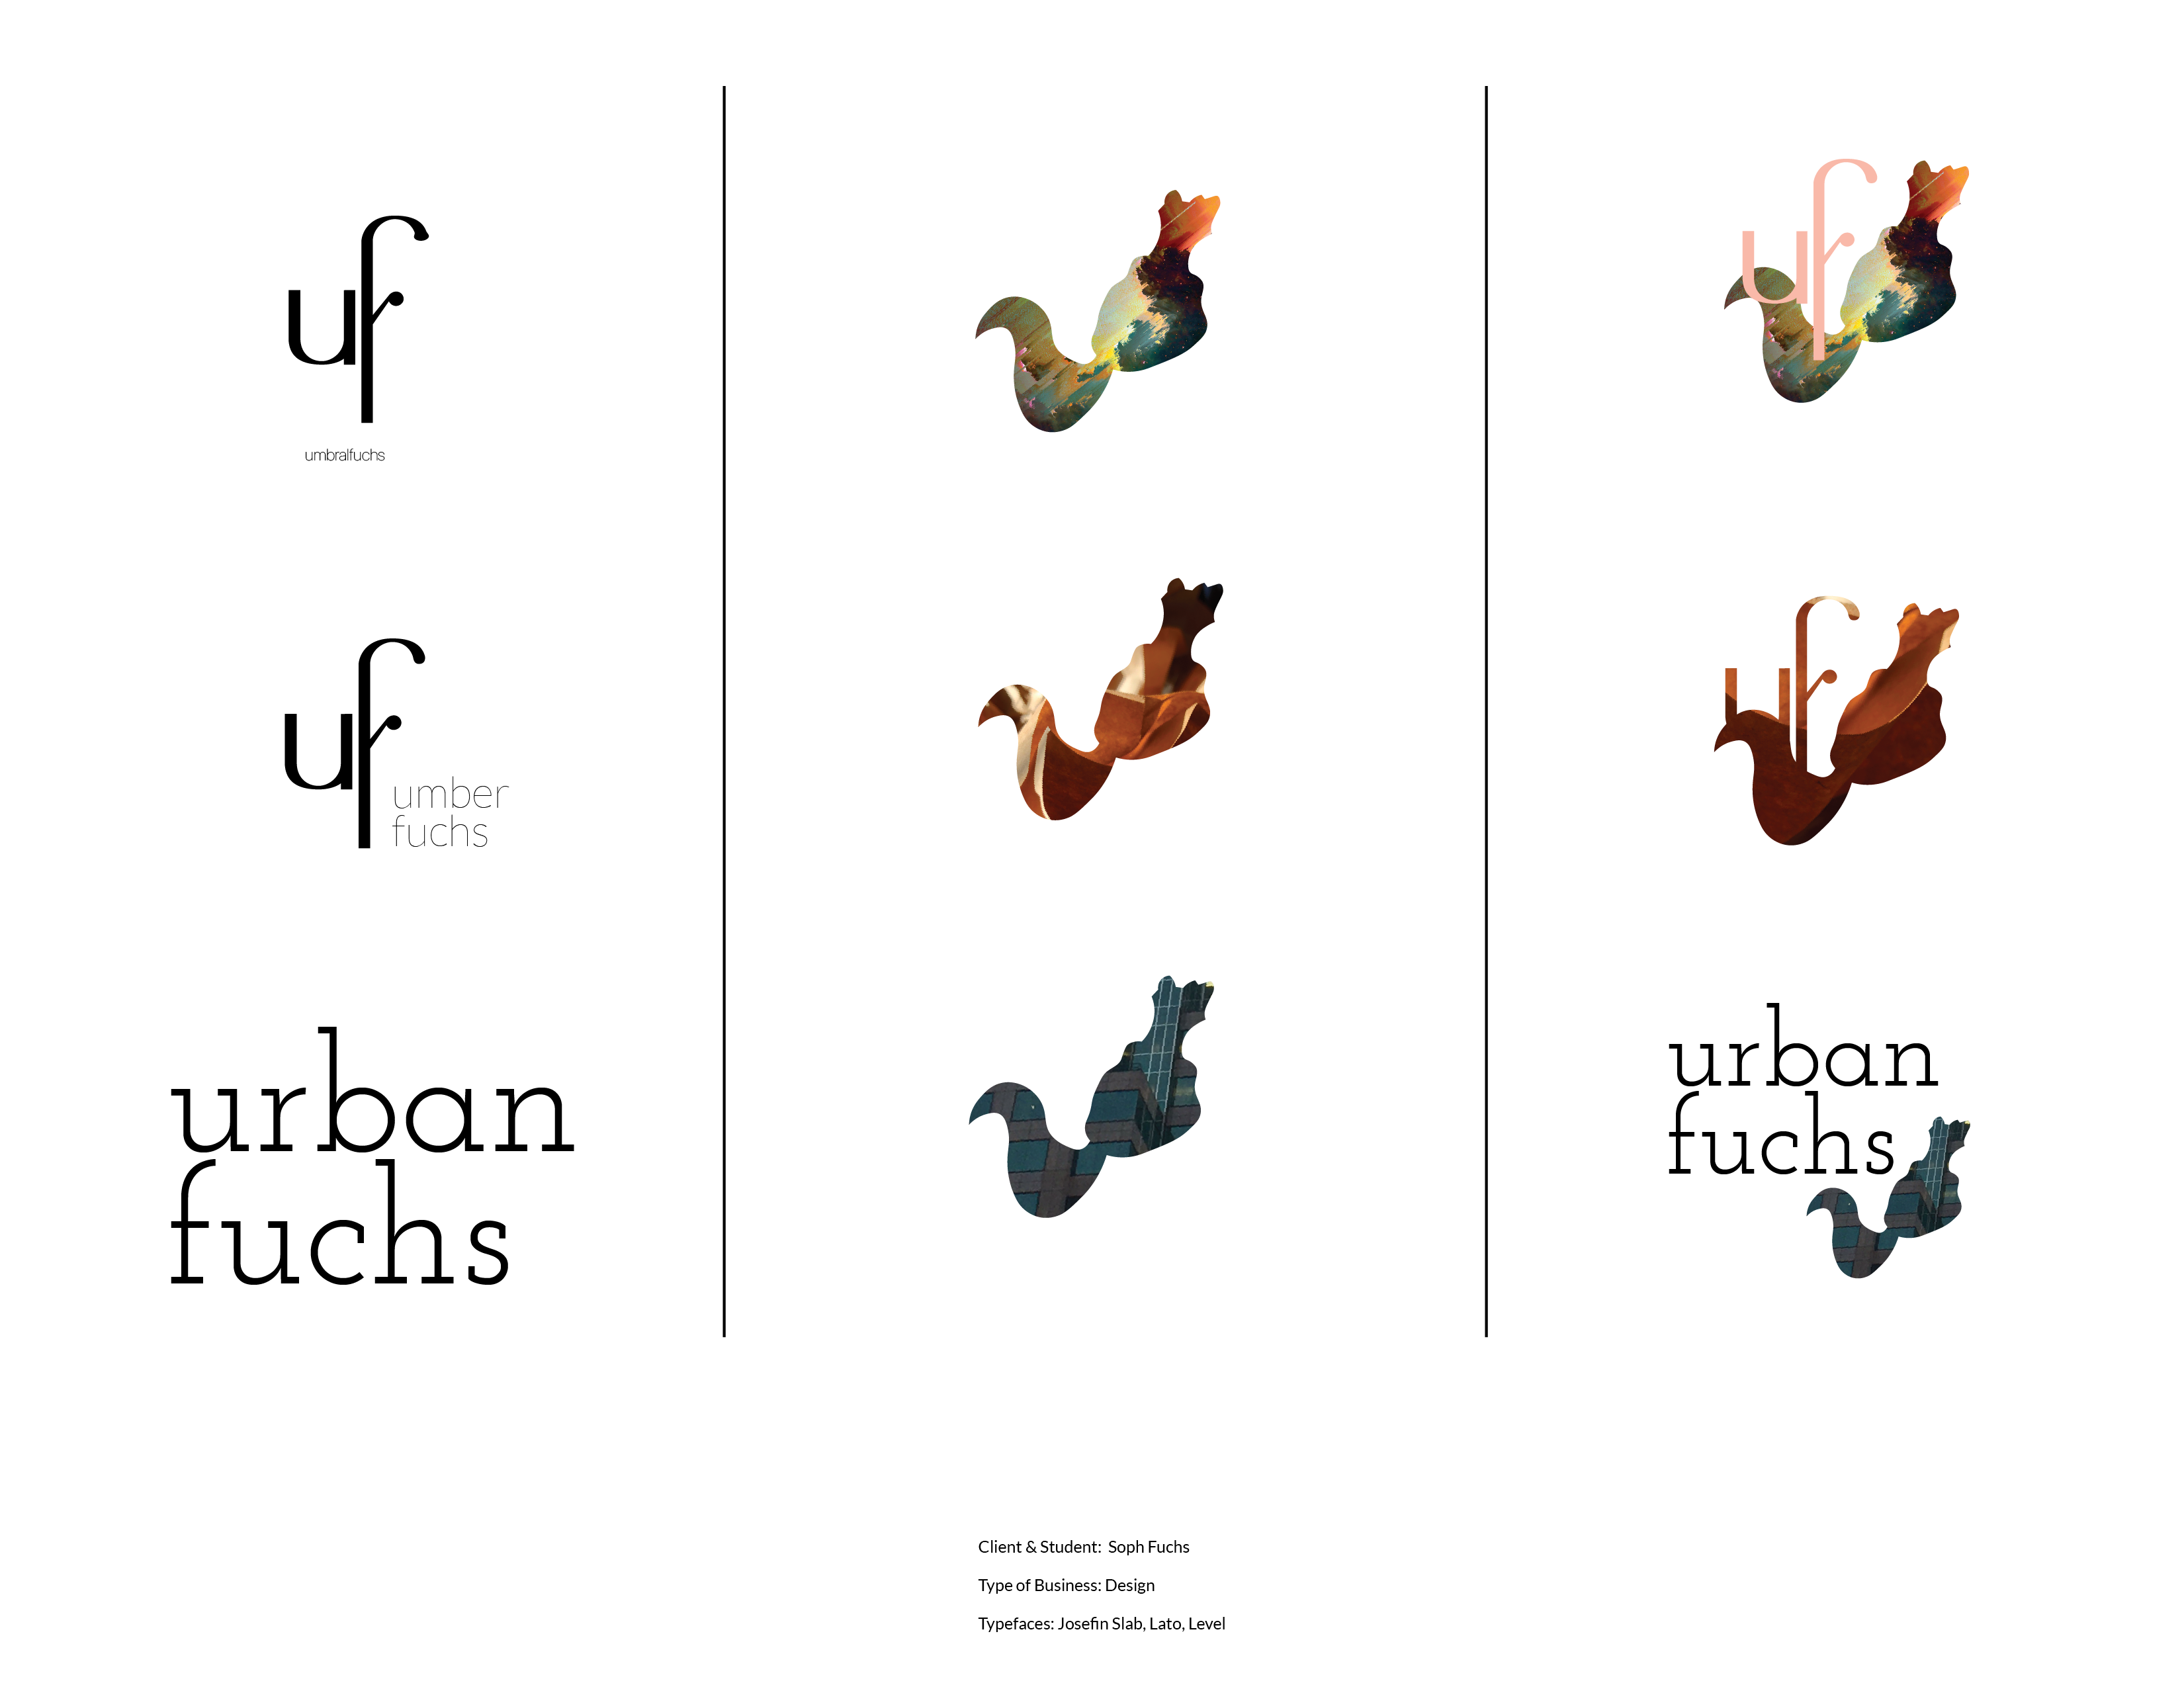 uf
umbralfuchs
uf
umber
fuchs
urban
fuchs
uf
uf
urban
fuchs
Client & Student:  Soph Fuchs
Type of Business: Design
Typefaces: Josefin Slab, Lato, Level